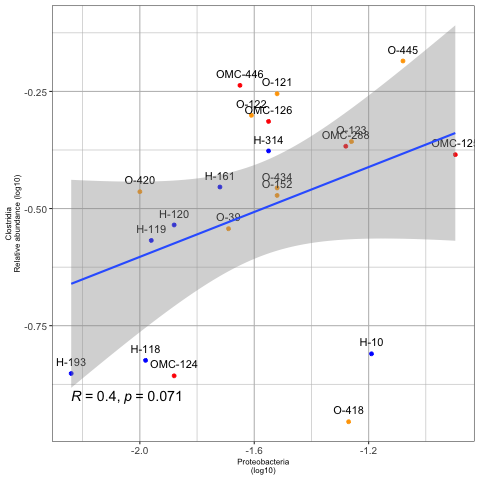 O-445
OMC-446
O-121
-0.25
O-122
OMC-126
O-123
OMC-288
H-314
OMC-12
O-420
H-161
O-434
O-152
-0.50
H-120
O-39
H-119
Clostridia
Relative abundance (log10)
-0.75
H-118
H-10
H-193
OMC-124
R = 0.4, p = 0.071
O-418
-2.0
-1.6
-1.2
Proteobacteria
(log10)